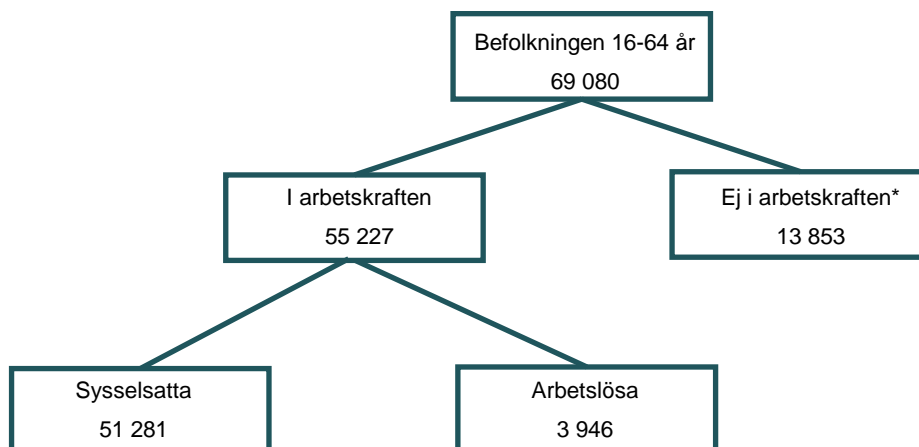 Befolkningen 16-64 år
69 080
I arbetskraften
55 227
Ej i arbetskraften*
13 853
Sysselsatta
51 281
Arbetslösa
3 946